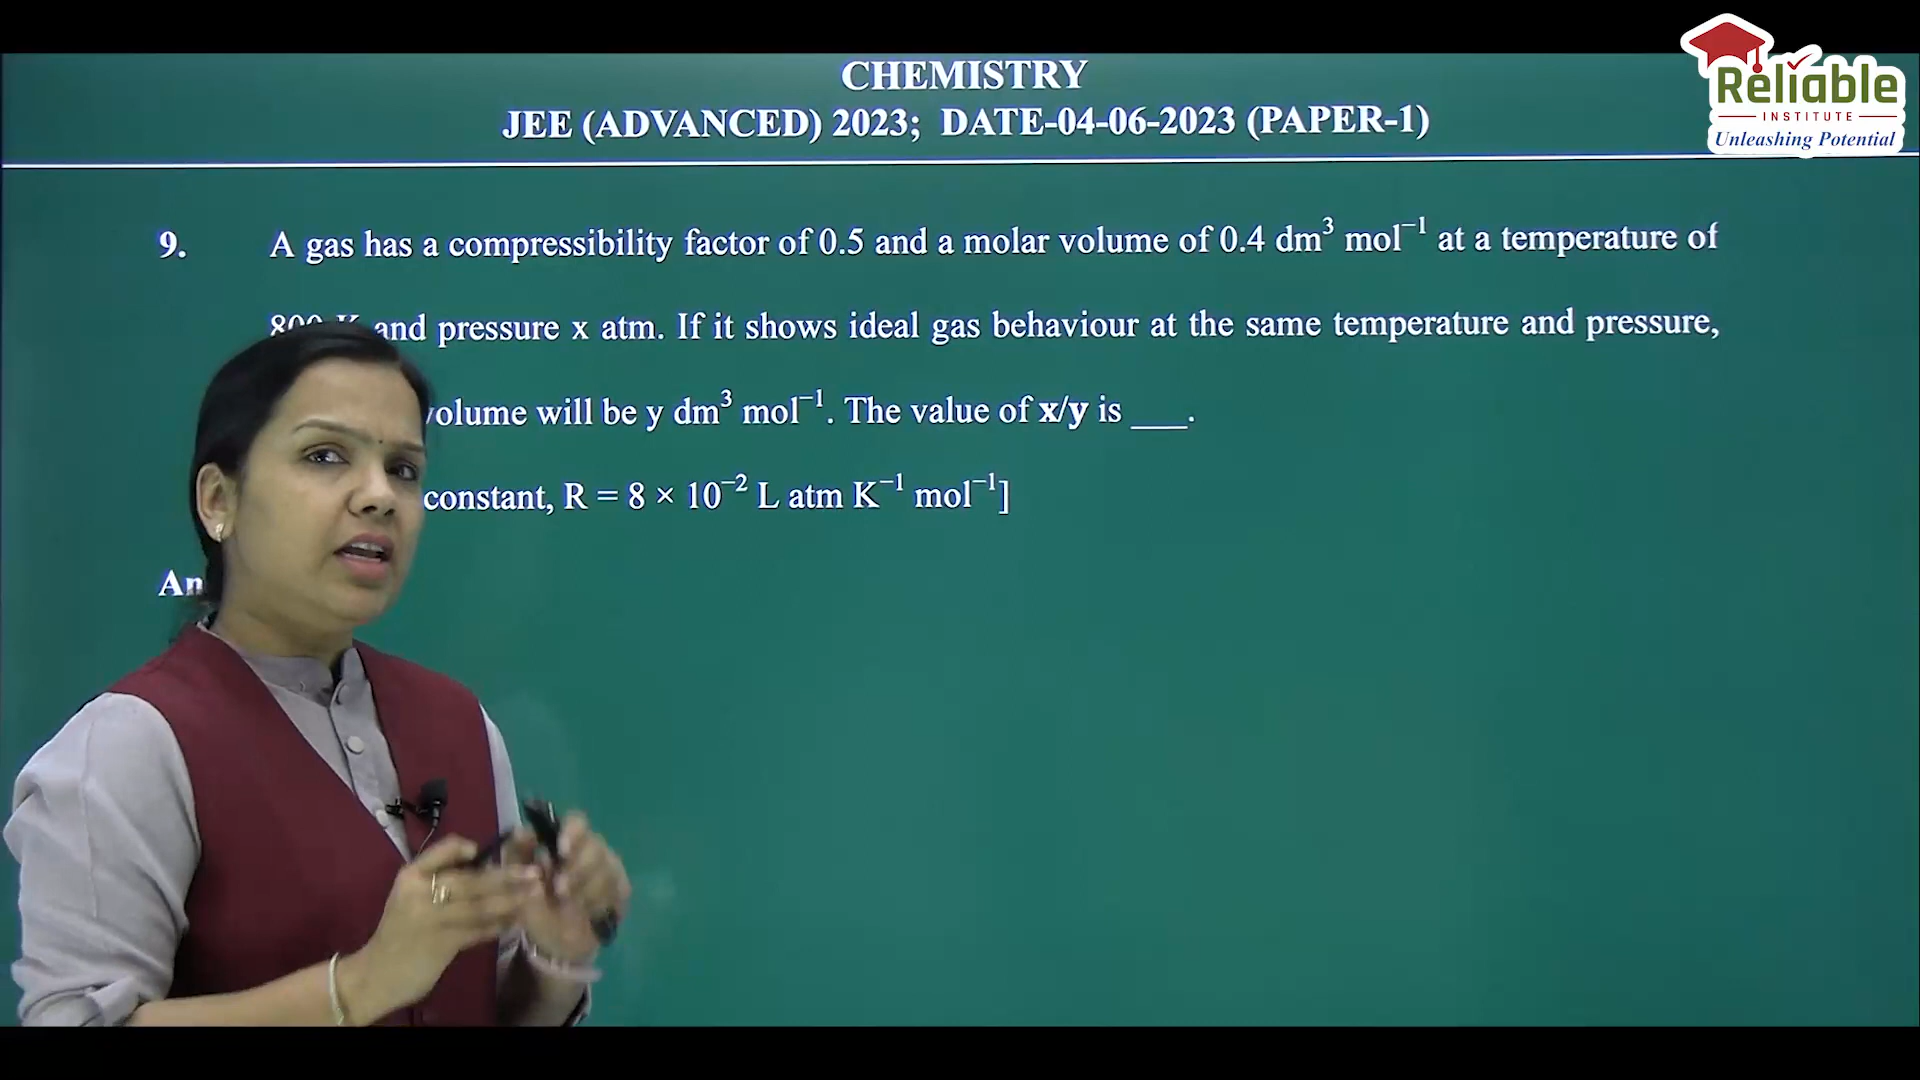 CHEMISTRY
JEE (ADVANCED) 2023; DATE-04-06-2023 (PAPER-1)
Reliable
INSTITUTE
Unleashing Potential
9. A gas has a compressibility factor of 0.5 and a molar volume of 0.4 dm³ mol⁻¹ at a temperature of
and pressure x atm. If it shows ideal gas behaviour at the same temperature and pressure,
volume will be y dm³ mol⁻¹. The value of x/y is ___.
constant, R = 8 × 10⁻² L atm K⁻¹ mol⁻¹]